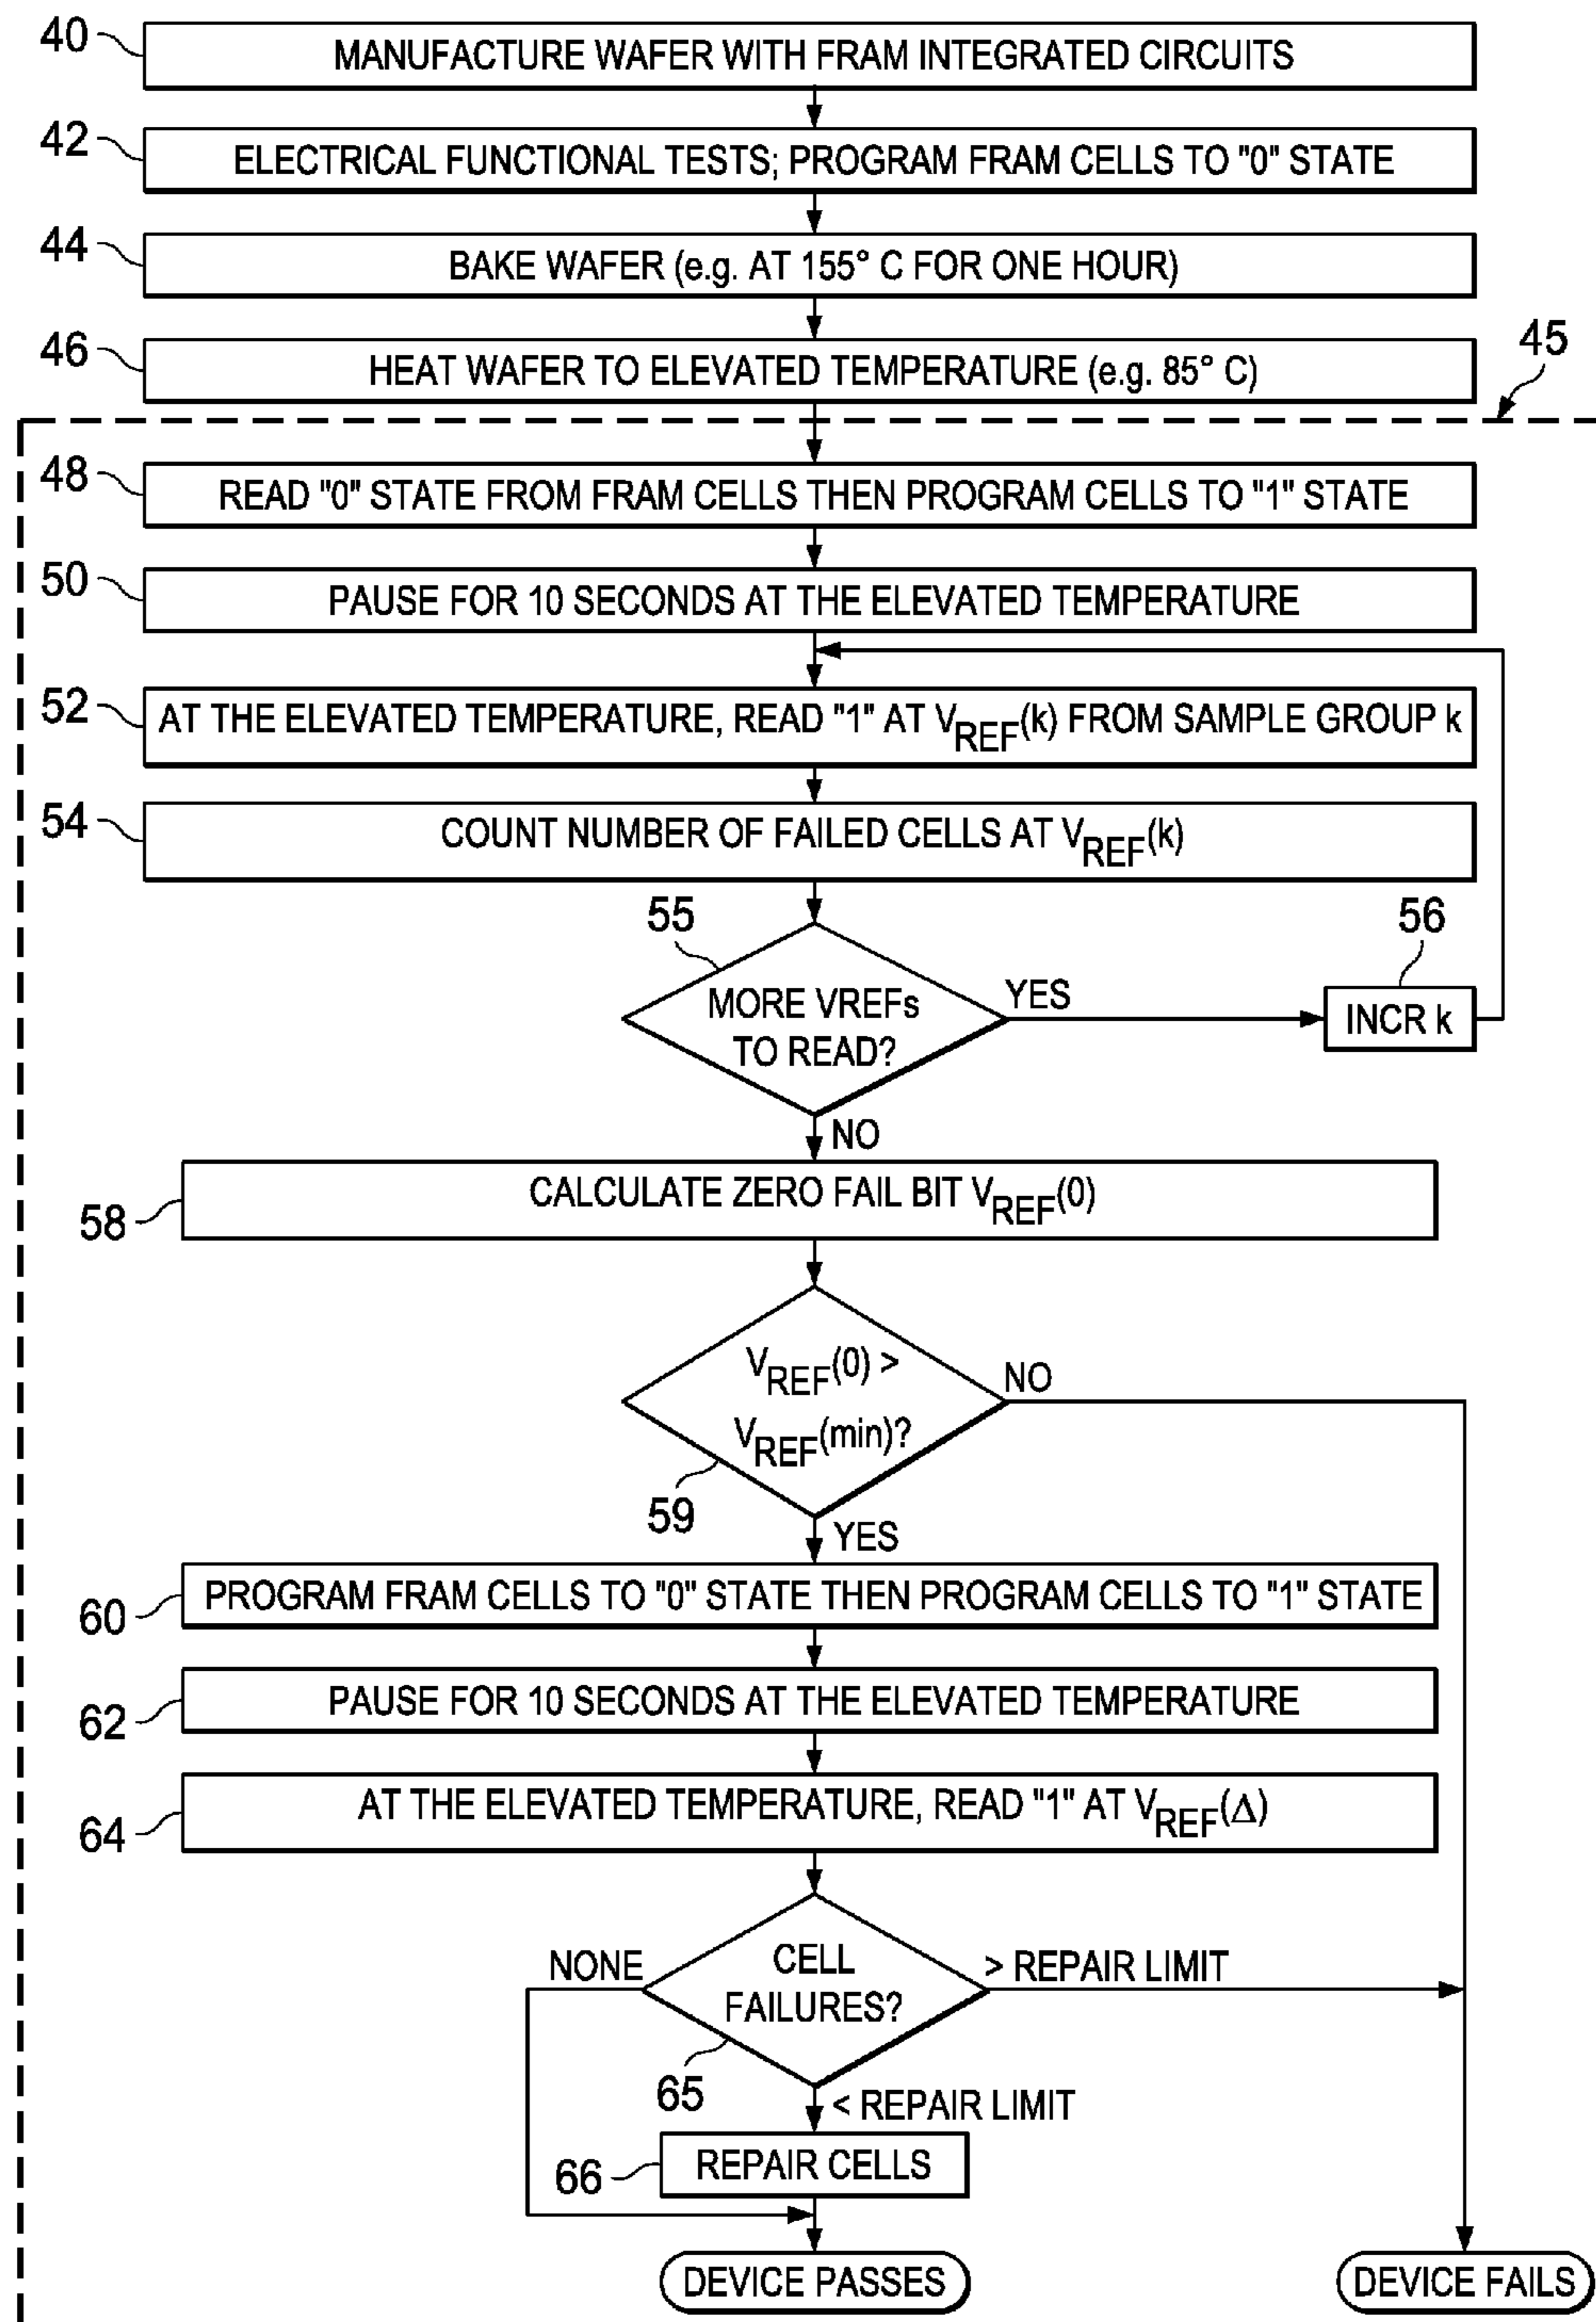 40
MANUFACTURE WAFER WITH FRAM INTEGRATED CIRCUITS
42
ELECTRICAL FUNCTIONAL TESTS; PROGRAM FRAM CELLS TO "0" STATE
44
BAKE WAFER (e.g. AT 155° C FOR ONE HOUR)
46
HEAT WAFER TO ELEVATED TEMPERATURE (e.g. 85° C)
45
48
READ "0" STATE FROM FRAM CELLS THEN PROGRAM CELLS TO "1" STATE
50
PAUSE FOR 10 SECONDS AT THE ELEVATED TEMPERATURE
52
AT THE ELEVATED TEMPERATURE, READ "1" AT VREF(k) FROM SAMPLE GROUP k
54
COUNT NUMBER OF FAILED CELLS AT VREF(k)
55
MORE VREFs
TO READ?
YES
56
INCR k
NO
58
CALCULATE ZERO FAIL BIT VREF(0)
VREF(0) >
VREF(min)?
NO
59
YES
60
PROGRAM FRAM CELLS TO "0" STATE THEN PROGRAM CELLS TO "1" STATE
62
PAUSE FOR 10 SECONDS AT THE ELEVATED TEMPERATURE
64
AT THE ELEVATED TEMPERATURE, READ "1" AT VREF(Δ)
NONE
CELL
FAILURES?
> REPAIR LIMIT
65
< REPAIR LIMIT
66
REPAIR CELLS
DEVICE PASSES
DEVICE FAILS